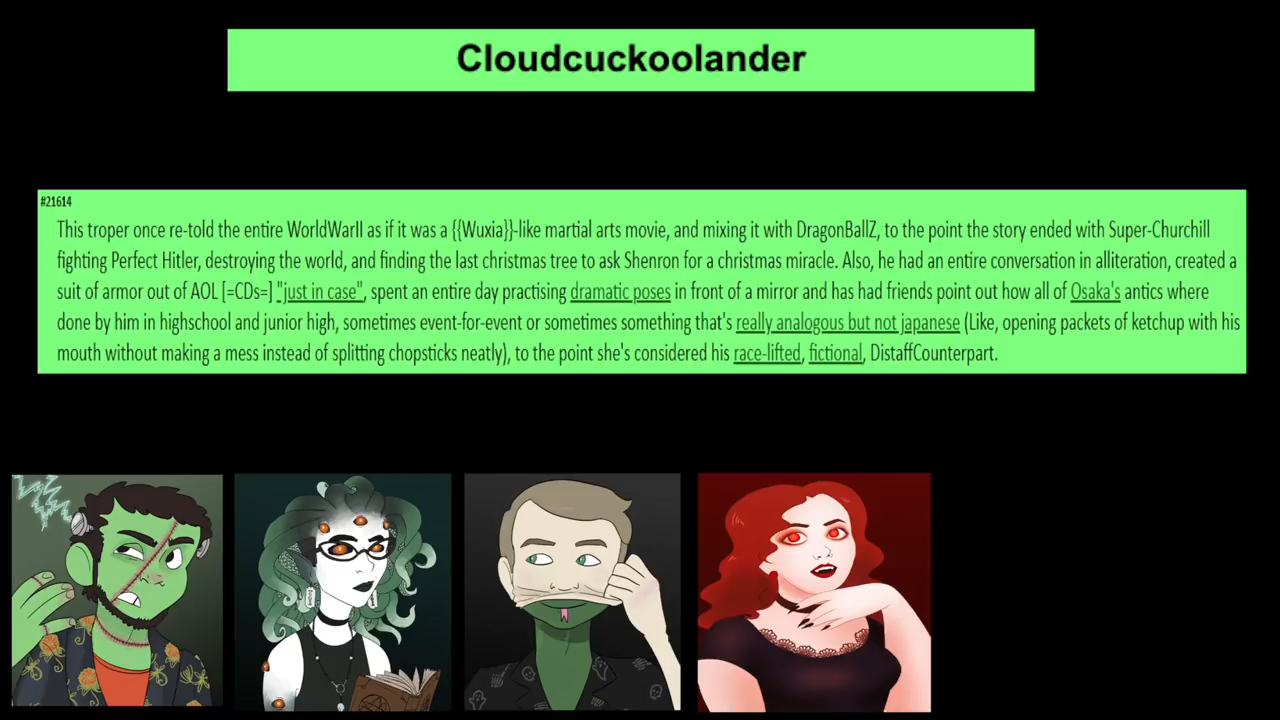 Cloudcuckoolander
#21614
This troper once re-told the entire WorldWarII as if it was a {{Wuxia}}-like martial arts movie, and mixing it with DragonBallZ, to the point the story ended with Super-Churchill
fighting Perfect Hitler, destroying the world, and finding the last christmas tree to ask Shenron for a christmas miracle. Also, he had an entire conversation in alliteration, created a
suit of armor out of AOL [=CDs=] "just in case", spent an entire day practising dramatic poses in front of a mirror and has had friends point out how all of Osaka's antics where
done by him in highschool and junior high, sometimes event-for-event or sometimes something that's really analogous but not japanese (Like, opening packets of ketchup with his
mouth without making a mess instead of splitting chopsticks neatly), to the point she's considered his race-lifted, fictional, DistaffCounterpart.